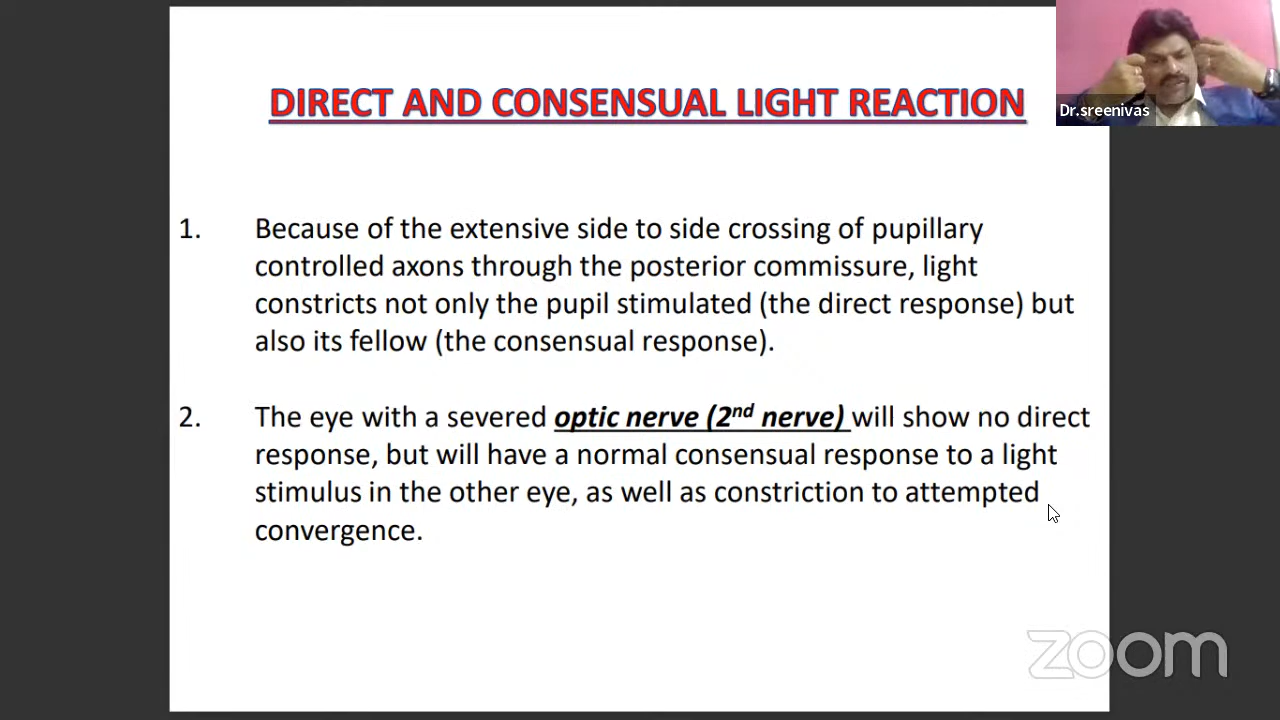 DIRECT AND CONSENSUAL LIGHT REACTION
Dr.sreenivas
1. Because of the extensive side to side crossing of pupillary
controlled axons through the posterior commissure, light
constricts not only the pupil stimulated (the direct response) but
also its fellow (the consensual response).
2. The eye with a severed optic nerve (2nd nerve) will show no direct
response, but will have a normal consensual response to a light
stimulus in the other eye, as well as constriction to attempted
convergence.
zoom